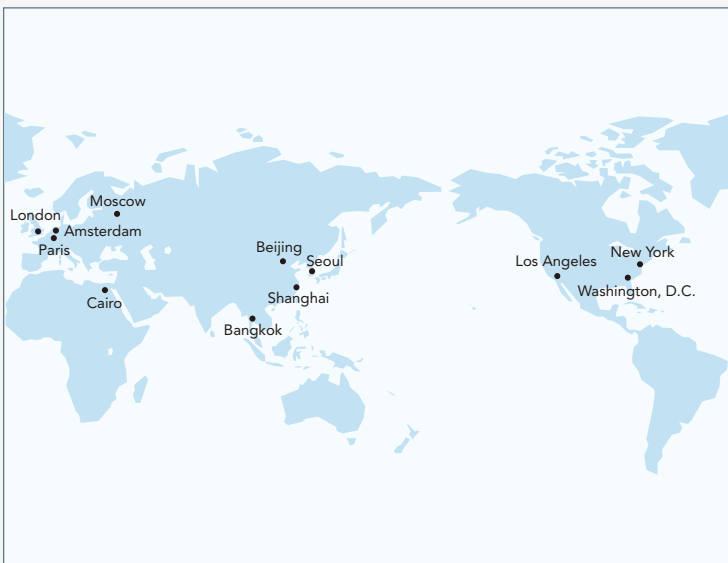 Moscow
London
Amsterdam
Paris
Beijing
Seoul
Los Angeles
New York
Cairo
Shanghai
Washington, D.C.
Bangkok